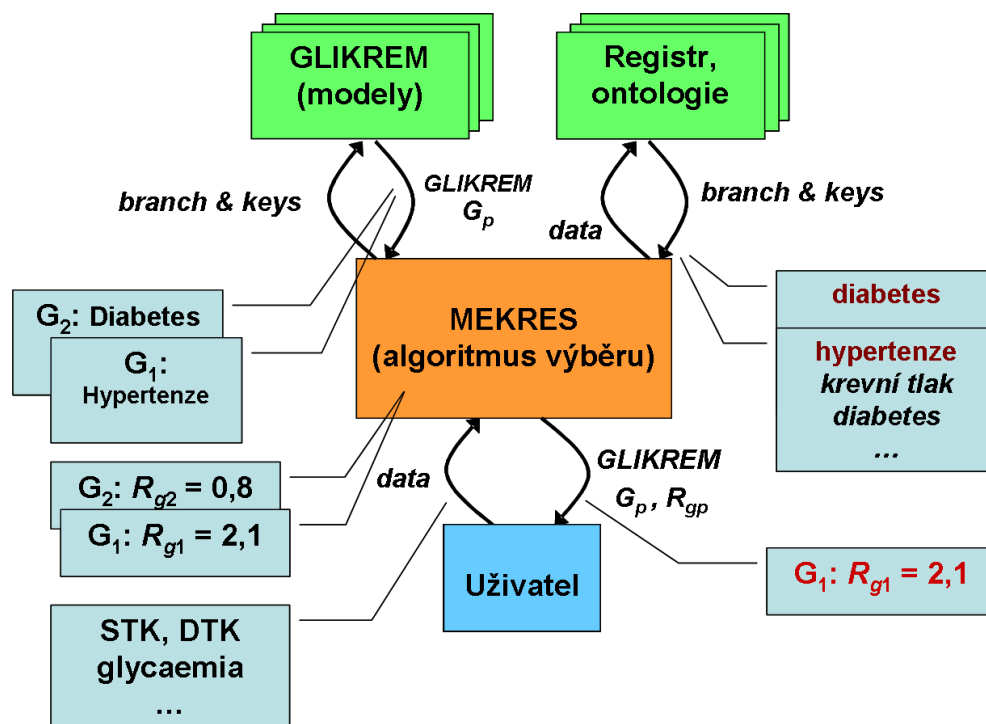 GLIKREM
(modely)
Registr,
ontologie
branch & keys
GLIKREM
Gp
data
branch & keys
G2: Diabetes
G1:
Hypertenze
MEKRES
(algoritmus výběru)
diabetes
hypertenze
krevní tlak
diabetes
…
G2: Rg2 = 0,8
G1: Rg1 = 2,1
data
GLIKREM
Gp , Rgp
Uživatel
G1: Rg1 = 2,1
STK, DTK
glycaemia
…